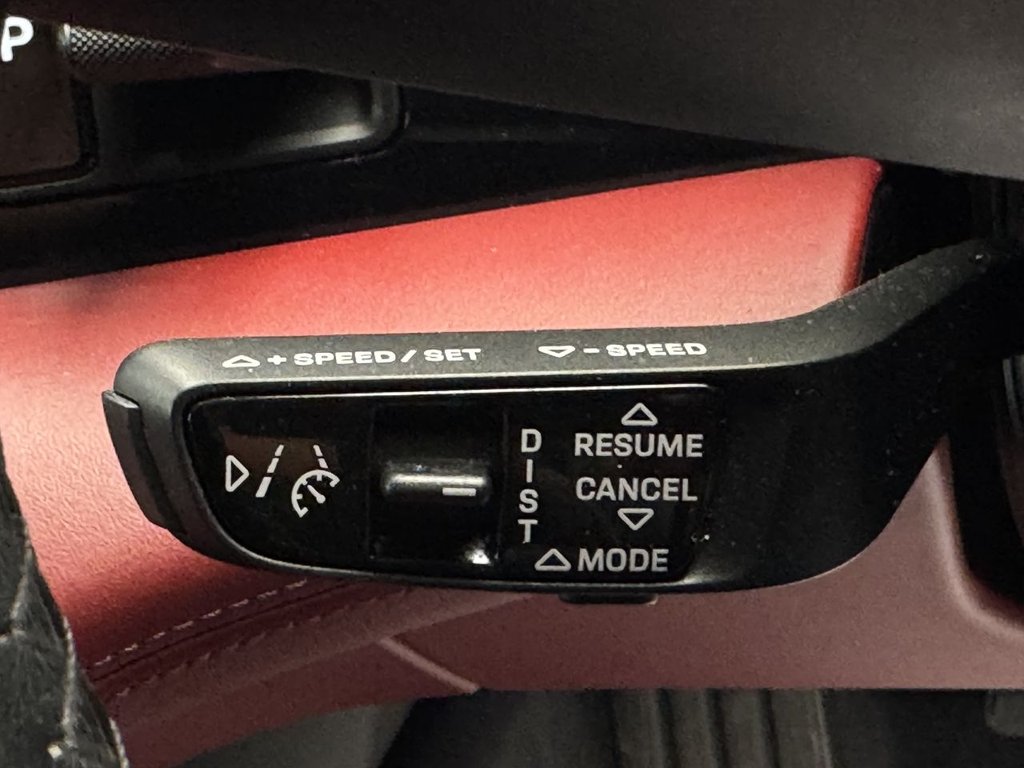 P
+ SPEED / SET
- SPEED
DIST
RESUME
CANCEL
MODE